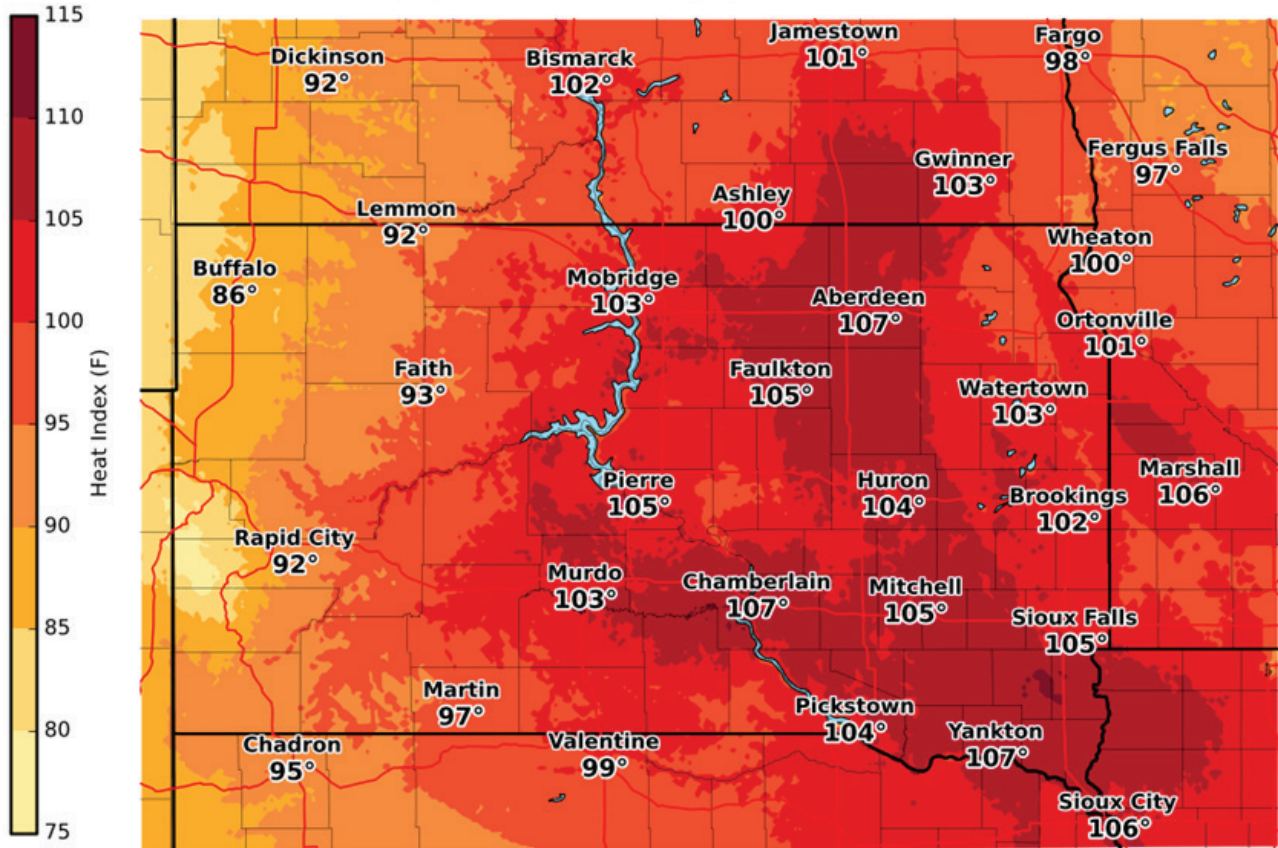 115
110
105
100
95
90
85
80
75
Heat Index (F)
Dickinson
92°
Bismarck
102°
Jamestown
101°
Fargo
98°
Gwinner
103°
Fergus Falls
97°
Lemmon
92°
Ashley
100°
Wheaton
100°
Buffalo
86°
Mobridge
103°
Aberdeen
107°
Ortonville
101°
Faith
93°
Faulkton
105°
Watertown
103°
Pierre
105°
Huron
104°
Brookings
102°
Marshall
106°
Rapid City
92°
Murdo
103°
Chamberlain
107°
Mitchell
105°
Sioux Falls
105°
Martin
97°
Pickstown
104°
Chadron
95°
Valentine
99°
Yankton
107°
Sioux City
106°